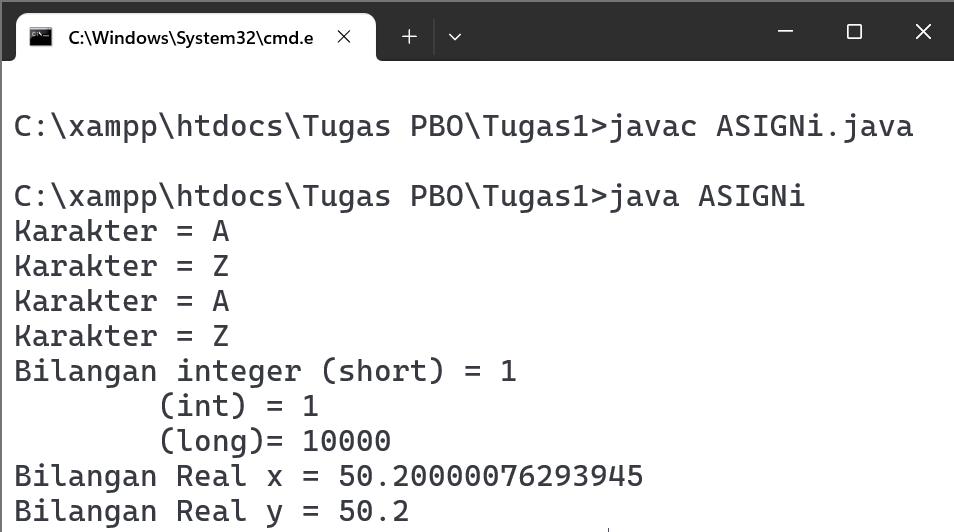 C:\Windows\System32\cmd.e
C:\xampp\htdocs\Tugas PBO\Tugas1>javac ASIGNi.java
C:\xampp\htdocs\Tugas PBO\Tugas1>java ASIGNi
Karakter = A
Karakter = Z
Karakter = A
Karakter = Z
Bilangan integer (short) = 1
        (int) = 1
        (long)= 10000
Bilangan Real x = 50.20000076293945
Bilangan Real y = 50.2